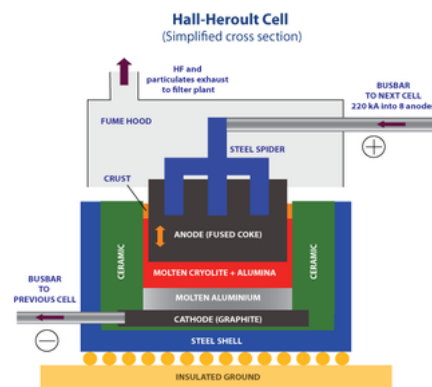 Hall-Heroult Cell
(Simplified cross section)
HF and
particulates exhaust
to filter plant
BUSBAR
TO NEXT CELL
220 kA into 8 anodes
FUME HOOD
STEEL SPIDER
+
CRUST
ANODE (FUSED COKE)
CERAMIC
CERAMIC
MOLTEN CRYOLITE + ALUMINA
BUSBAR
TO
PREVIOUS CELL
MOLTEN ALUMINIUM
CATHODE (GRAPHITE)
−
STEEL SHELL
INSULATED GROUND